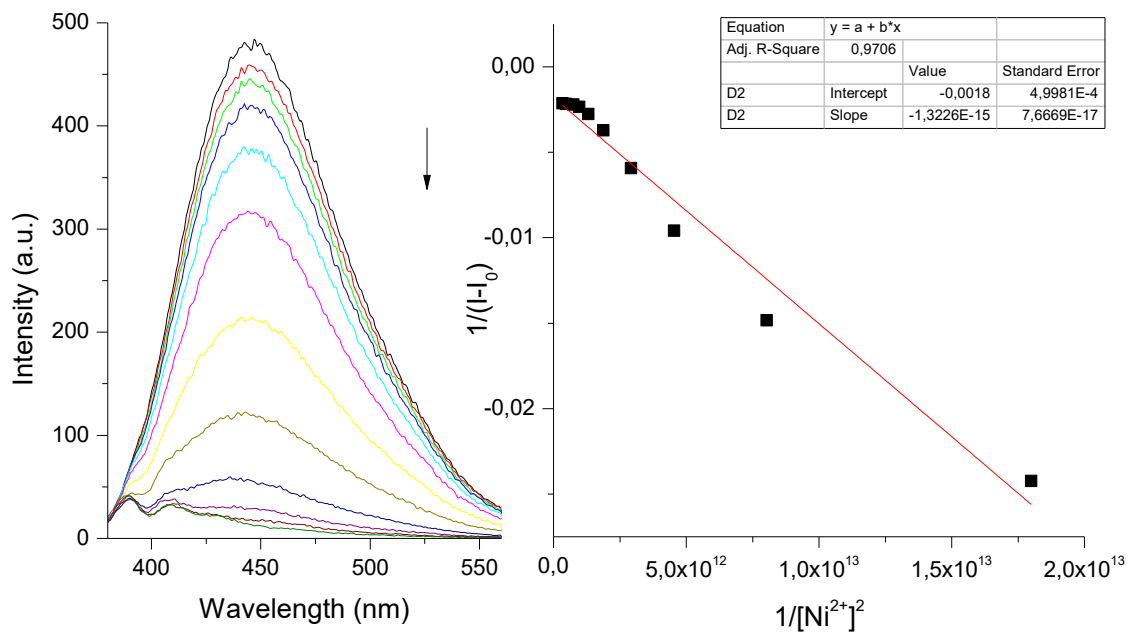 500
400
300
200
100
0
Intensity (a.u.)
400 450 500 550
Wavelength (nm)
Equation y = a + b*x
Adj. R-Square 0,9706
Value Standard Error
D2 Intercept -0,0018 4,9981E-4
D2 Slope -1,3226E-15 7,6669E-17
0,00
-0,01
-0,02
1/(I-I₀)
0,0 5,0x10¹² 1,0x10¹³ 1,5x10¹³ 2,0x10¹³
1/[Ni²⁺]²